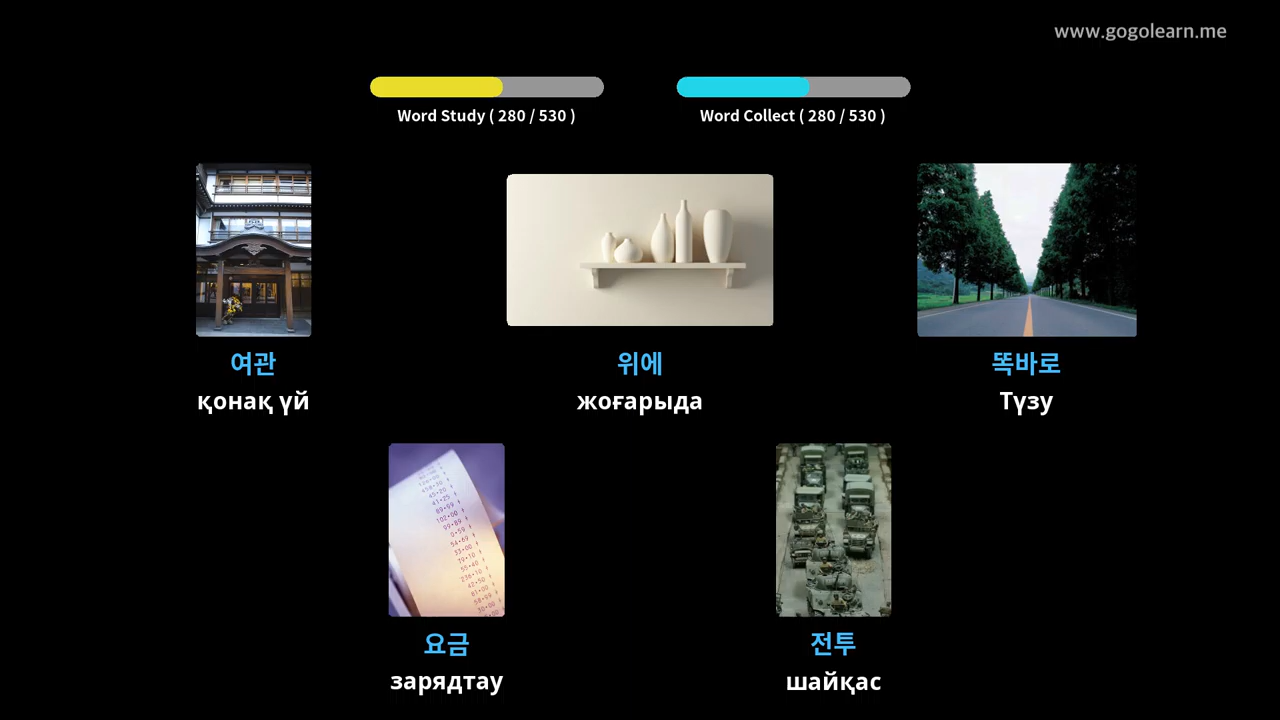 www.gogolearn.me
Word Study ( 280 / 530 )
Word Collect ( 280 / 530 )
여관
қонақ үй
위에
жоғарыда
똑바로
Түзу
요금
зарядтау
전투
шайқас